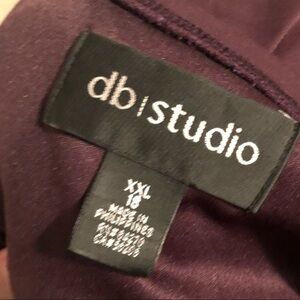 db|studio
XXL
18
MADE IN
PHILIPPINES